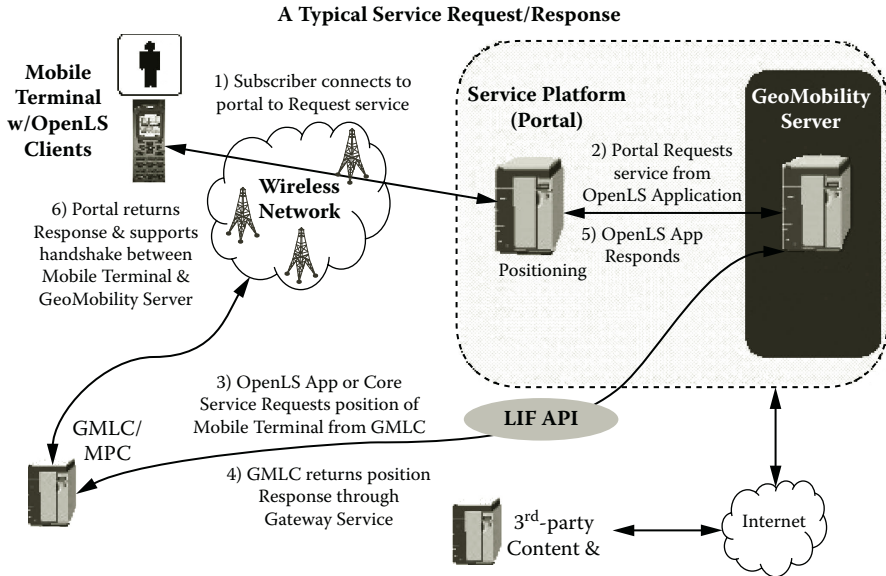 A Typical Service Request/Response
Mobile
Terminal
w/OpenLS
Clients
1) Subscriber connects to
portal to Request service
Service Platform
(Portal)
GeoMobility
Server
2) Portal Requests
service from
OpenLS Application
Wireless
Network
6) Portal returns
Response & supports
handshake between
Mobile Terminal &
GeoMobility Server
5) OpenLS App
Responds
Positioning
3) OpenLS App or Core
Service Requests position of
Mobile Terminal from GMLC
LIF API
GMLC/
MPC
4) GMLC returns position
Response through
Gateway Service
3rd-party
Content &
Internet